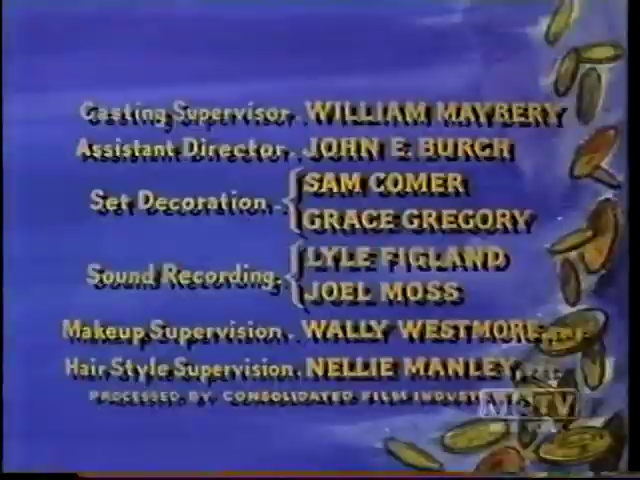 Casting Supervisor. WILLIAM MAYBERY
Assistant Director.. JOHN E. BURCH
Set Decoration.. { SAM COMER
GRACE GREGORY
Sound Recording. { LYLE FIGLAND
JOEL MOSS
Makeup Supervision.. WALLY WESTMORE
Hair Style Supervision. NELLIE MANLEY
PROCESSED BY CONSOLIDATED FILM
MeTV